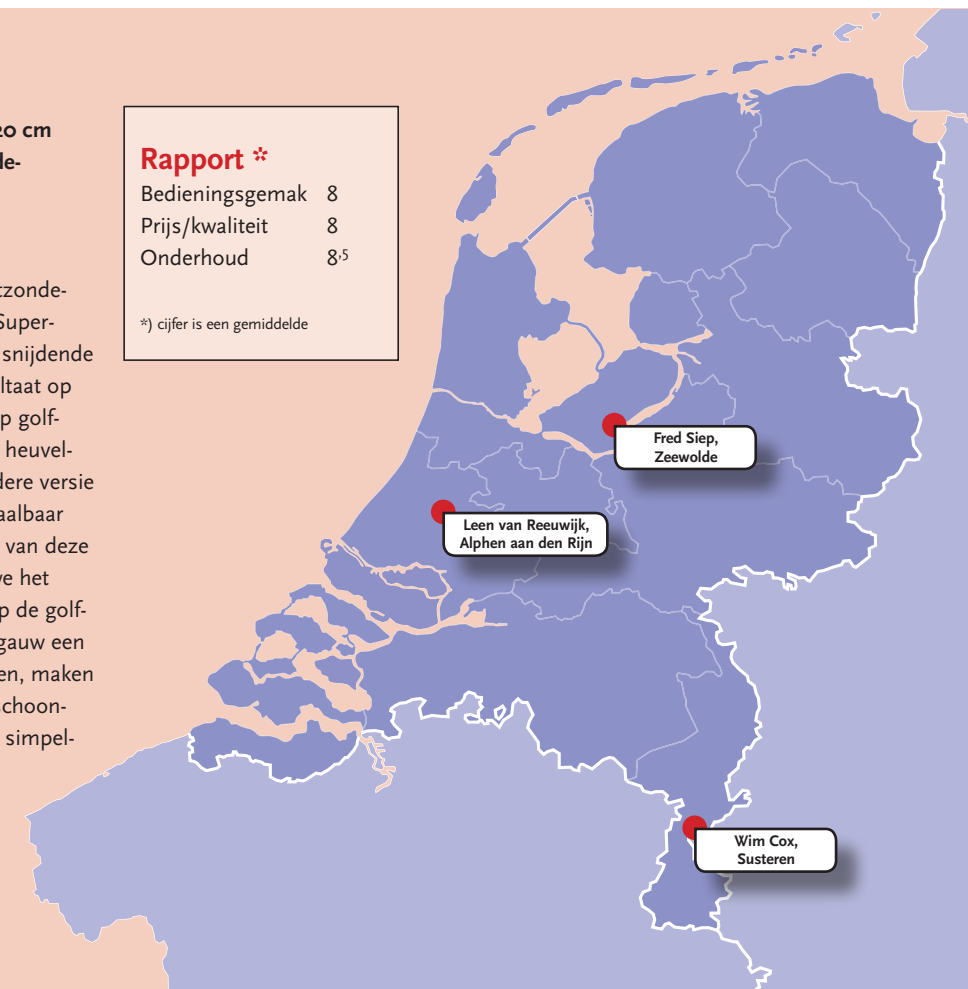 20 cm
de-
tzonde-
Super-
snijdende
ltaat op
p golf-
heuvel-
dere versie
aalbaar
van deze
ve het
p de golf-
gauw een
en, maken
schoon-
simpel-
Rapport *
Bedieningsgemak 8
Prijs/kwaliteit 8
Onderhoud 8,5
*) cijfer is een gemiddelde
Fred Siep,
Zeewolde
Leen van Reeuwijk,
Alphen aan den Rijn
Wim Cox,
Susteren